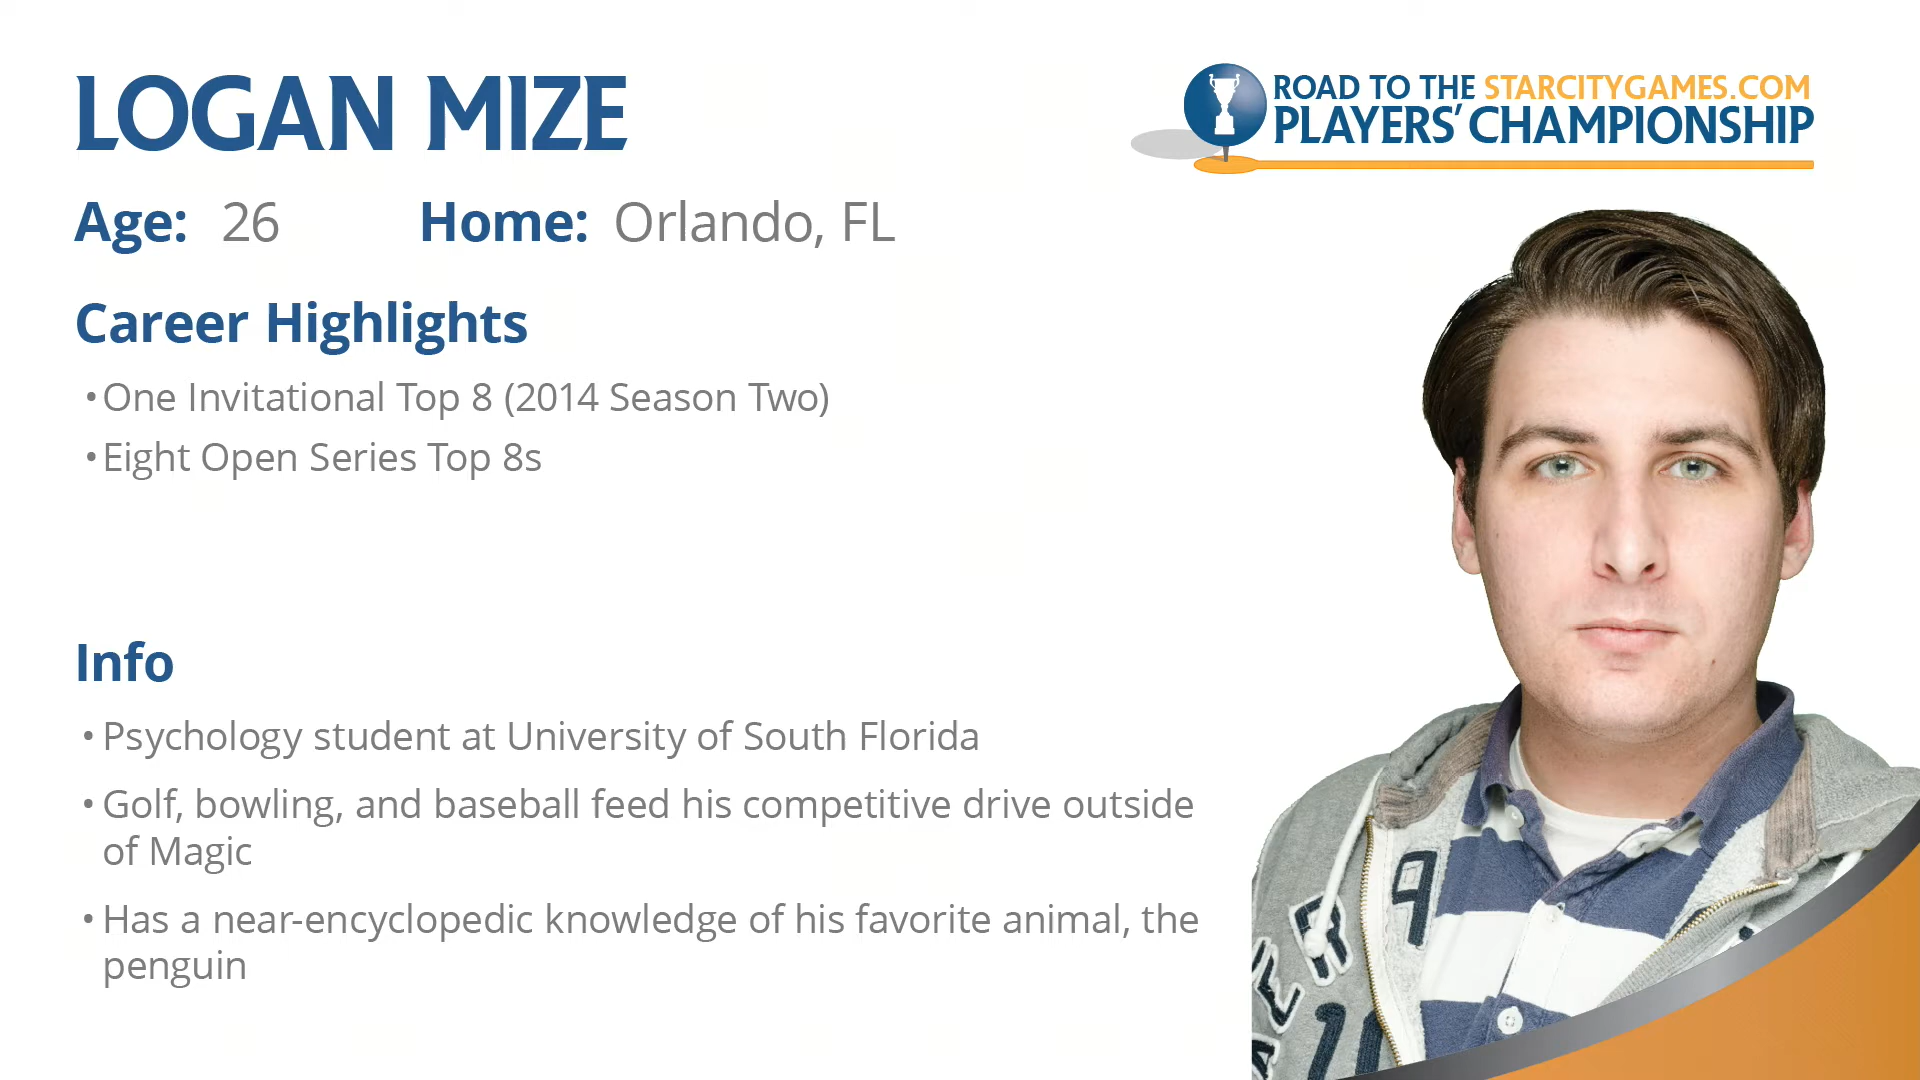 LOGAN MIZE
ROAD TO THE STARCITYGAMES.COM
PLAYERS' CHAMPIONSHIP
Age: 26 Home: Orlando, FL
Career Highlights
•One Invitational Top 8 (2014 Season Two)
•Eight Open Series Top 8s
Info
•Psychology student at University of South Florida
•Golf, bowling, and baseball feed his competitive drive outside
of Magic
•Has a near-encyclopedic knowledge of his favorite animal, the
penguin